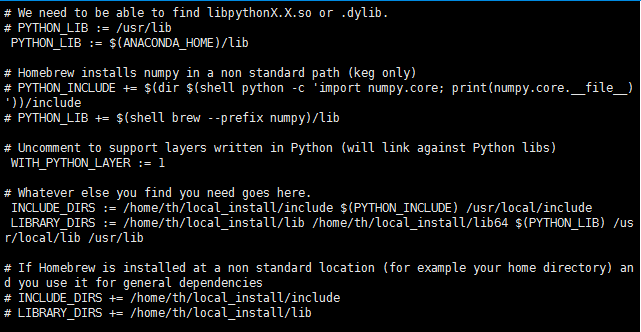 # We need to be able to find libpythonX.X.so or .dylib.
# PYTHON_LIB := /usr/lib
PYTHON_LIB := $(ANACONDA_HOME)/lib
# Homebrew installs numpy in a non standard path (keg only)
# PYTHON_INCLUDE += $(dir $(shell python -c 'import numpy.core; print(numpy.core.__file__)
'))/include
# PYTHON_LIB += $(shell brew --prefix numpy)/lib
# Uncomment to support layers written in Python (will link against Python libs)
WITH_PYTHON_LAYER := 1
# Whatever else you find you need goes here.
INCLUDE_DIRS := /home/th/local_install/include $(PYTHON_INCLUDE) /usr/local/include
LIBRARY_DIRS := /home/th/local_install/lib /home/th/local_install/lib64 $(PYTHON_LIB) /us
r/local/lib /usr/lib
# If Homebrew is installed at a non standard location (for example your home directory) an
d you use it for general dependencies
# INCLUDE_DIRS += /home/th/local_install/include
# LIBRARY_DIRS += /home/th/local_install/lib